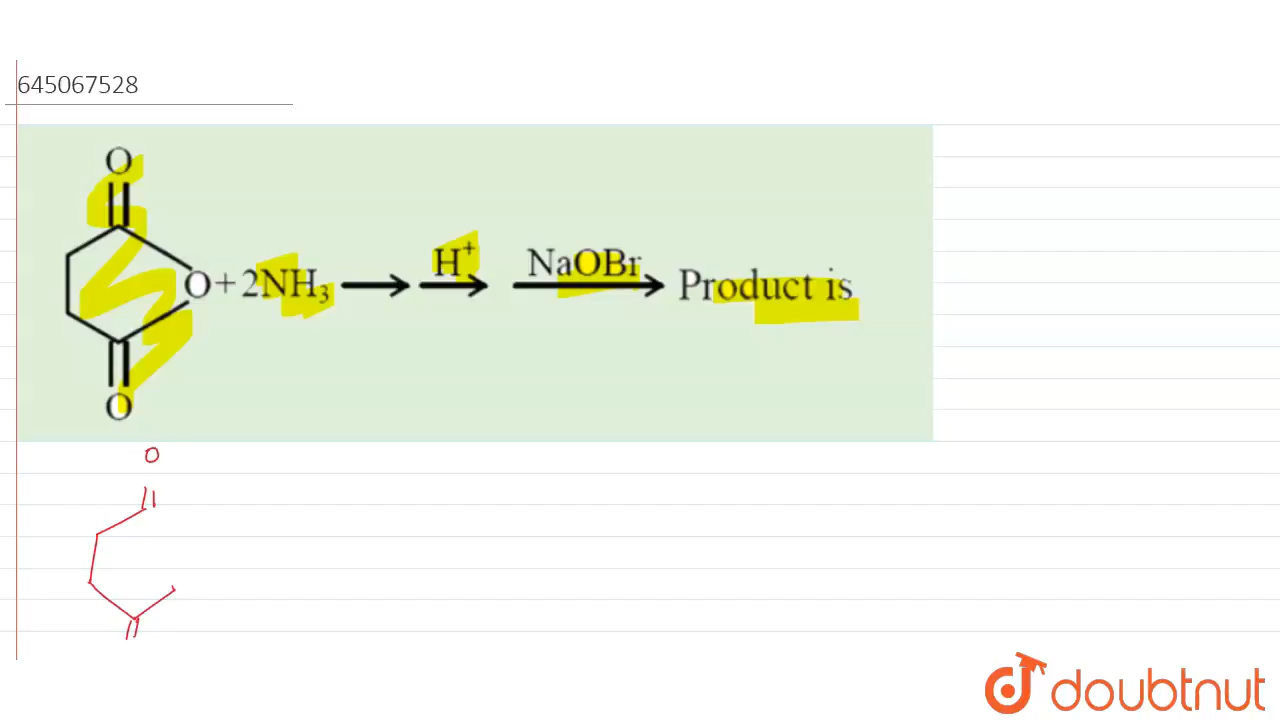 645067528
O
H⁺ NaOBr
O + 2NH₃ ⟶ ⟶ ⟶ Product is
O
O
doubtnut